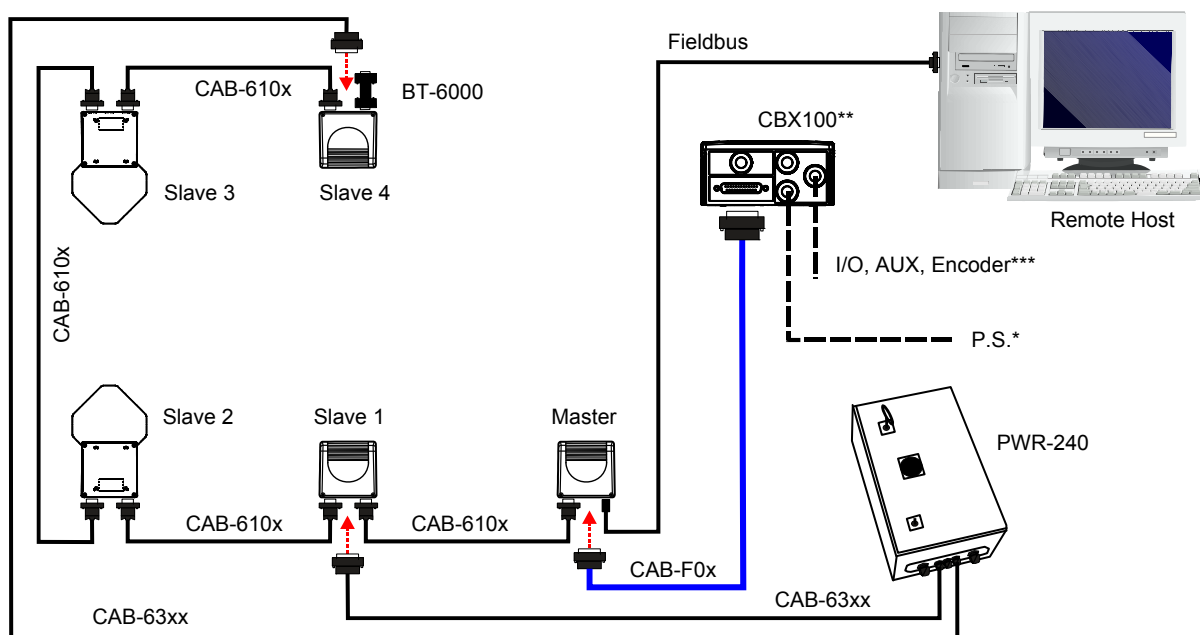 Fieldbus
CAB-610x
BT-6000
CBX100**
Slave 3
Slave 4
Remote Host
CAB-610x
I/O, AUX, Encoder***
P.S.*
Slave 2
Slave 1
Master
PWR-240
CAB-610x
CAB-610x
CAB-F0x
CAB-63xx
CAB-63xx